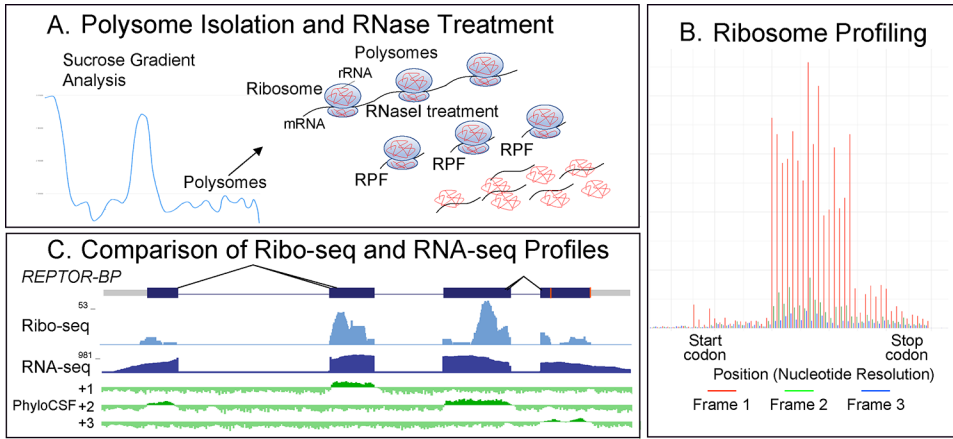 A. Polysome Isolation and RNase Treatment
Sucrose Gradient
Analysis
Polysomes
Polysomes
rRNA
Ribosome
mRNA
RNaseI treatment
RPF
RPF
RPF
B. Ribosome Profiling
Start
codon
Stop
codon
Position (Nucleotide Resolution)
Frame 1
Frame 2
Frame 3
C. Comparison of Ribo-seq and RNA-seq Profiles
REPTOR-BP
53
Ribo-seq
981
RNA-seq
+1
PhyloCSF +2
+3